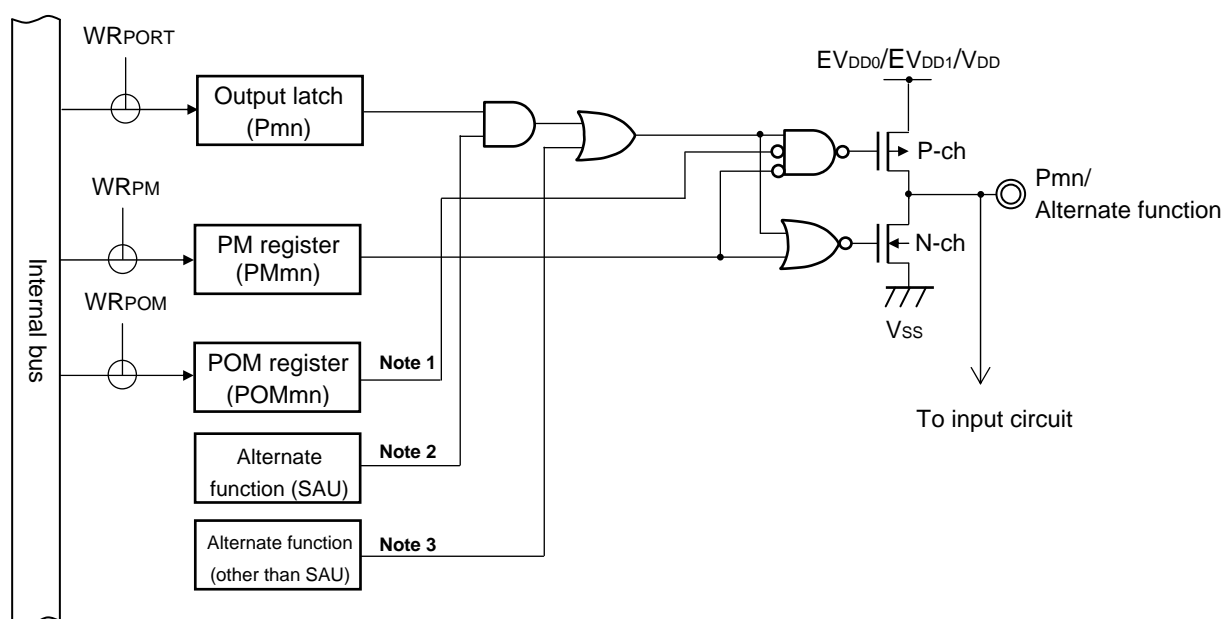 WRPORT
EVDD0/EVDD1/VDD
Output latch
(Pmn)
P-ch
WRPM
Pmn/
Alternate function
PM register
(PMmn)
N-ch
WRPOM
VSS
Internal bus
POM register
(POMmn)
Note 1
To input circuit
Alternate
function (SAU)
Note 2
Alternate function
(other than SAU)
Note 3